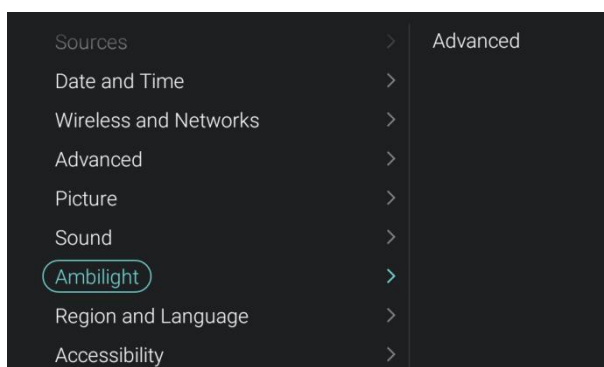 Sources
Date and Time
Wireless and Networks
Advanced
Picture
Sound
Ambilight
Region and Language
Accessibility
Advanced